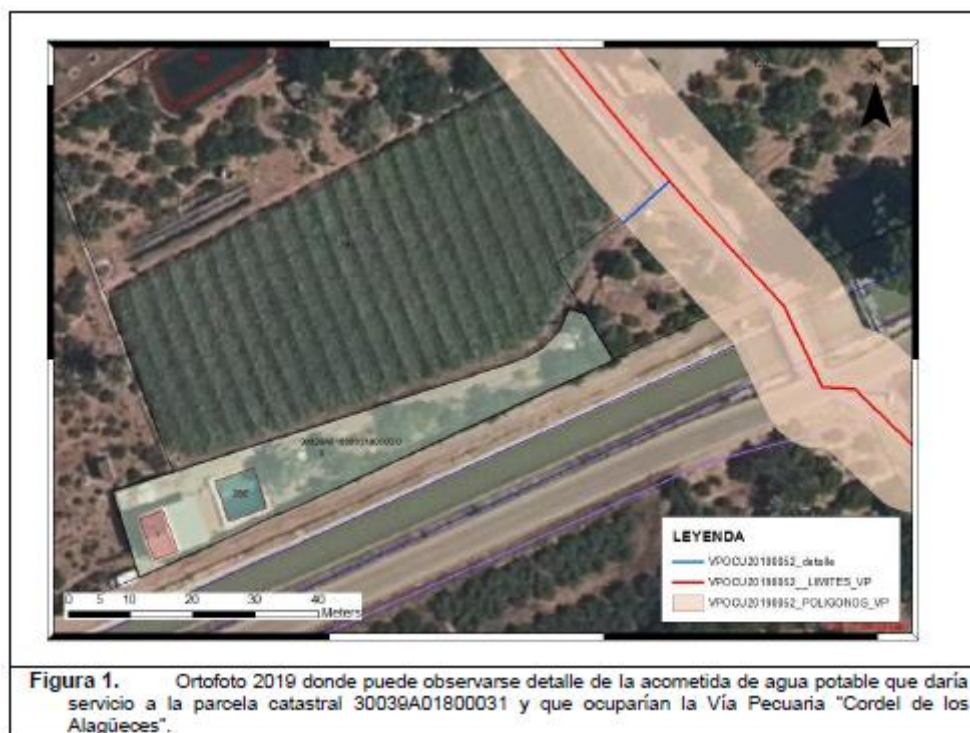 N
LEYENDA
VPOCU20190052_detalle
VPOCU20190052__LIMITES_VP
VPOCU20190052_POLIGONOS_VP
0 5 10 20 30 40
Meters
Figura 1. Ortofoto 2019 donde puede observarse detalle de la acometida de agua potable que daría
servicio a la parcela catastral 30039A01800031 y que ocuparían la Vía Pecuaria "Cordel de los
Alagüeces".